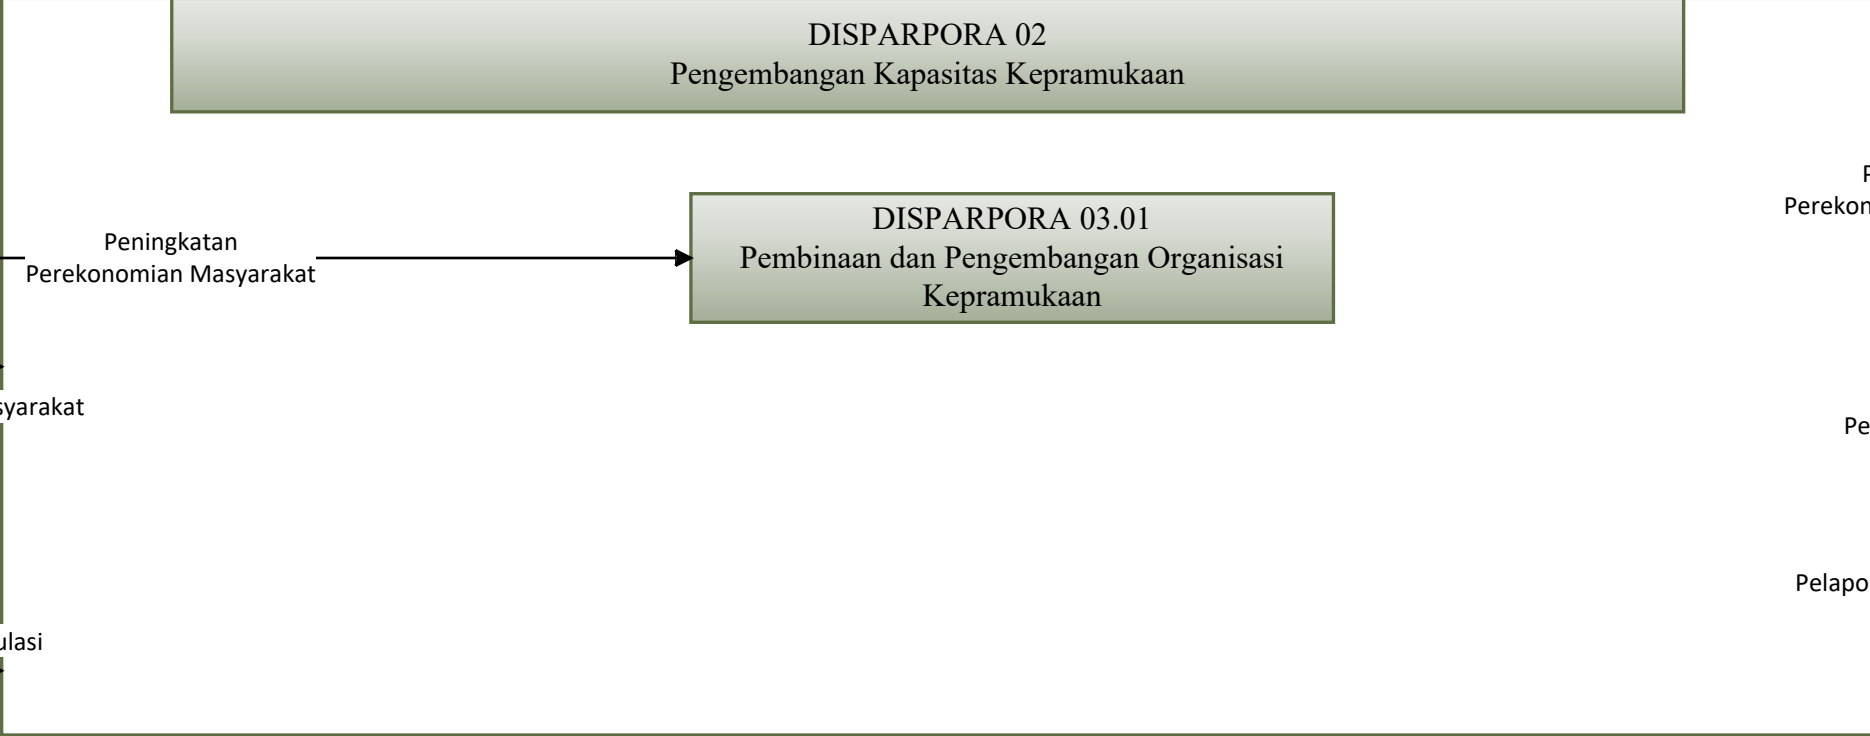 DISPARPORA 02
Pengembangan Kapasitas Kepramukaan
DISPARPORA 03.01
Pembinaan dan Pengembangan Organisasi
Kepramukaan
Peningkatan
Perekonomian Masyarakat